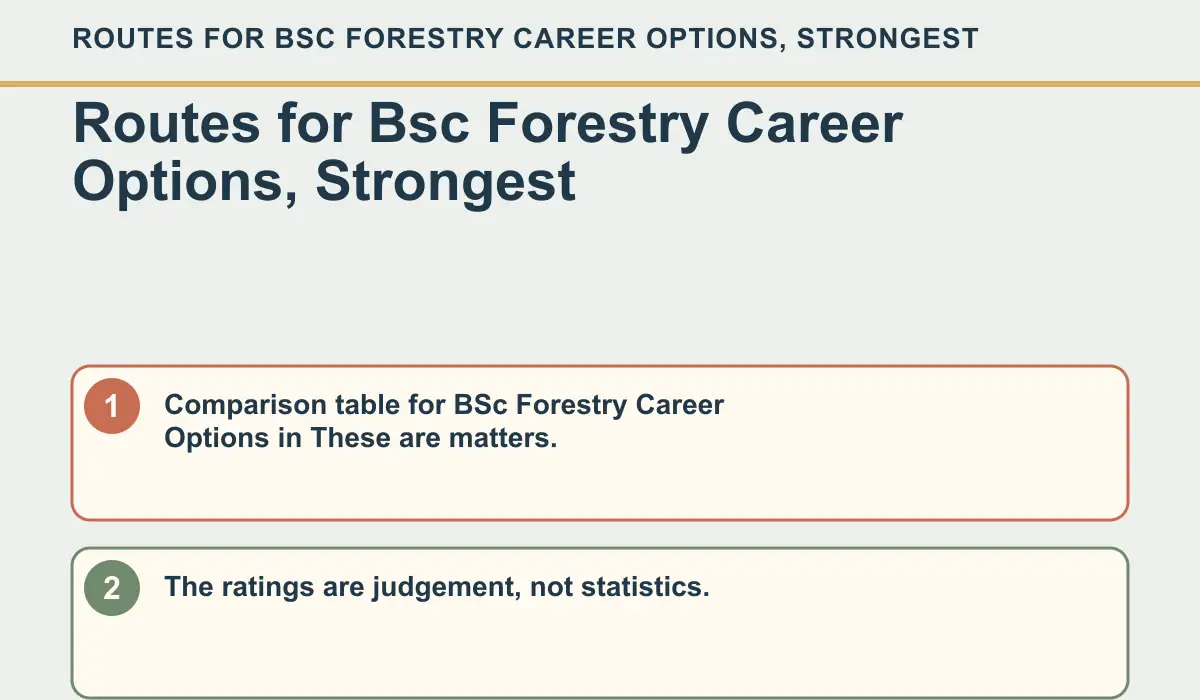 ROUTES FOR BSC FORESTRY CAREER OPTIONS, STRONGEST
Routes for Bsc Forestry Career
Options, Strongest
1
Comparison table for BSc Forestry Career
Options in These are matters.
2
The ratings are judgement, not statistics.